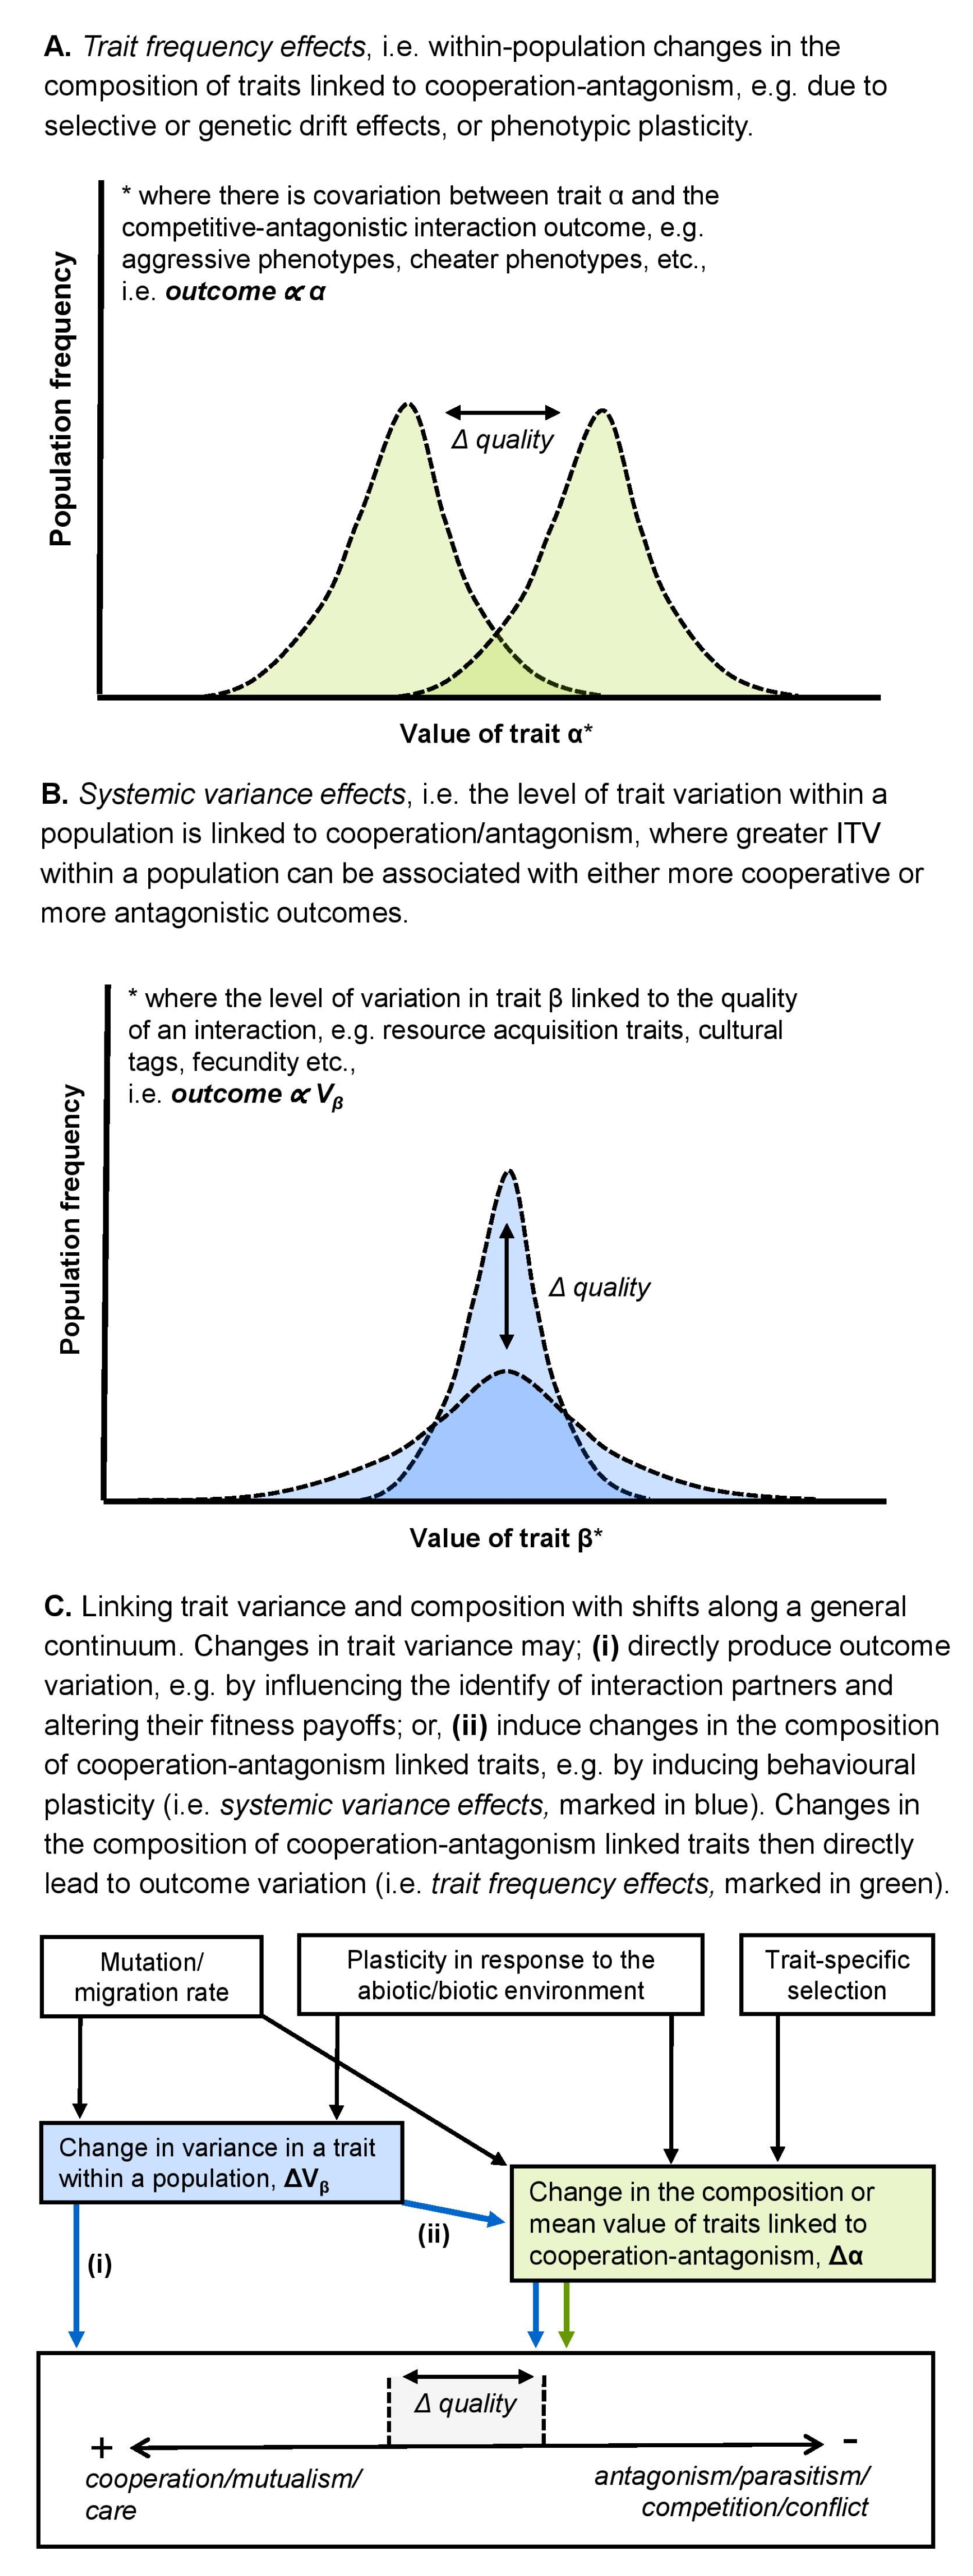 A. Trait frequency effects, i.e. within-population changes in the
composition of traits linked to cooperation-antagonism, e.g. due to
selective or genetic drift effects, or phenotypic plasticity.
* where there is covariation between trait α and the
competitive-antagonistic interaction outcome, e.g.
aggressive phenotypes, cheater phenotypes, etc.,
i.e. outcome ∝ α
Population frequency
Δ quality
Value of trait α*
B. Systemic variance effects, i.e. the level of trait variation within a
population is linked to cooperation/antagonism, where greater ITV
within a population can be associated with either more cooperative or
more antagonistic outcomes.
* where the level of variation in trait β linked to the quality
of an interaction, e.g. resource acquisition traits, cultural
tags, fecundity etc.,
i.e. outcome ∝ Vβ
Population frequency
Δ quality
Value of trait β*
C. Linking trait variance and composition with shifts along a general
continuum. Changes in trait variance may; (i) directly produce outcome
variation, e.g. by influencing the identify of interaction partners and
altering their fitness payoffs; or, (ii) induce changes in the composition
of cooperation-antagonism linked traits, e.g. by inducing behavioural
plasticity (i.e. systemic variance effects, marked in blue). Changes in
the composition of cooperation-antagonism linked traits then directly
lead to outcome variation (i.e. trait frequency effects, marked in green).
Mutation/
migration rate
Plasticity in response to the
abiotic/biotic environment
Trait-specific
selection
Change in variance in a trait
within a population, ΔVβ
Change in the composition or
mean value of traits linked to
cooperation-antagonism, Δα
(ii)
(i)
Δ quality
+
-
cooperation/mutualism/
care
antagonism/parasitism/
competition/conflict